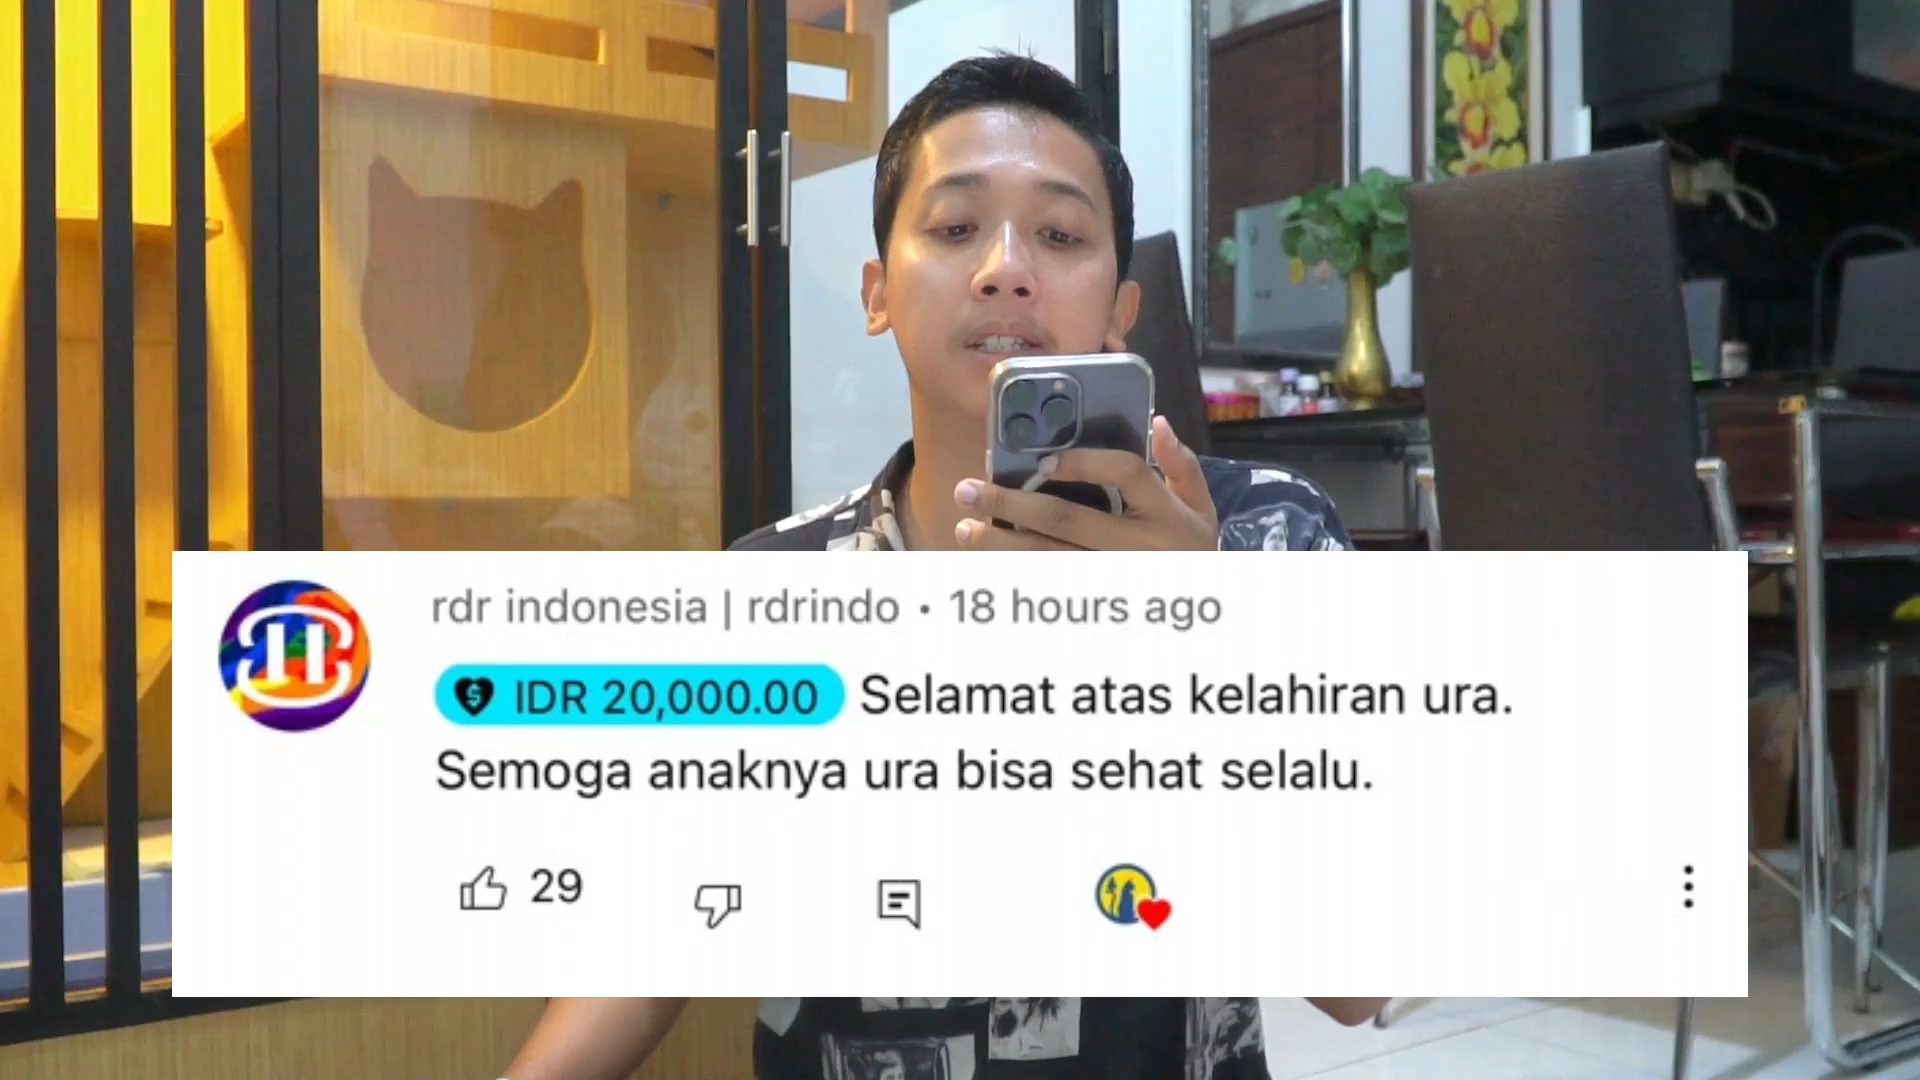 rdr indonesia | rdrindo • 18 hours ago
IDR 20,000.00 Selamat atas kelahiran ura.
Semoga anaknya ura bisa sehat selalu.
29